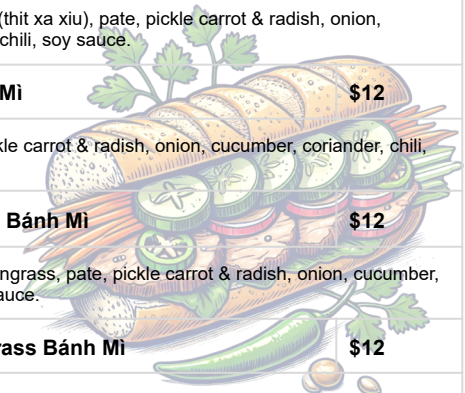 (thit xa xiu), pate, pickle carrot & radish, onion,
chili, soy sauce.
Mì $12
kle carrot & radish, onion, cucumber, coriander, chili,
Bánh Mì $12
ngrass, pate, pickle carrot & radish, onion, cucumber,
auce.
rass Bánh Mì $12